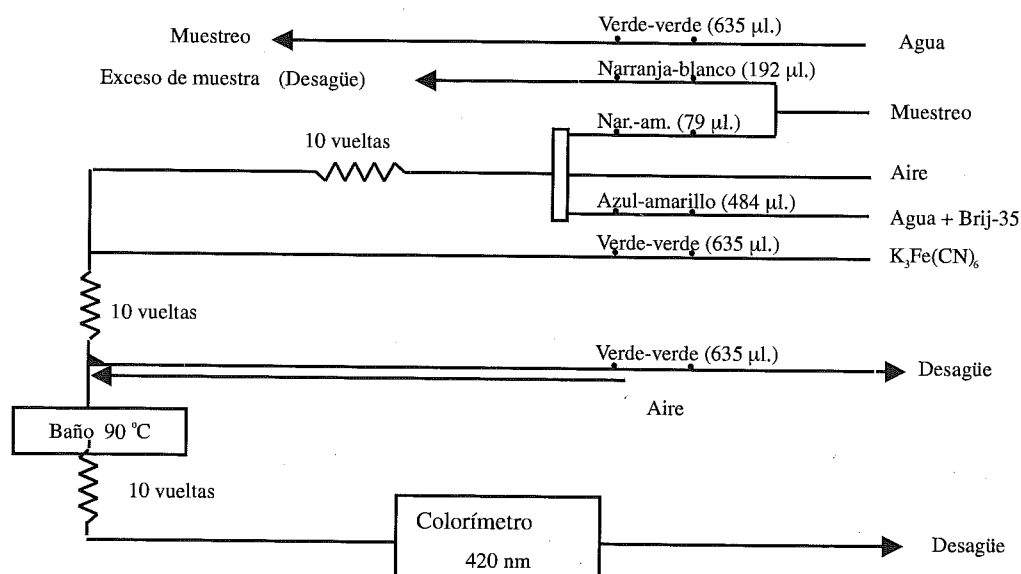 Verde-verde (635 µl.)
Muestreo
Agua
Exceso de muestra (Desagüe)
Narranja-blanco (192 µl.)
Muestreo
Nar.-am. (79 µl.)
10 vueltas
Aire
Azul-amarillo (484 µl.)
Agua + Brij-35
Verde-verde (635 µl.)
K₃Fe(CN)₆
10 vueltas
Verde-verde (635 µl.)
Desagüe
Aire
Baño 90 °C
10 vueltas
Colorímetro
420 nm
Desagüe